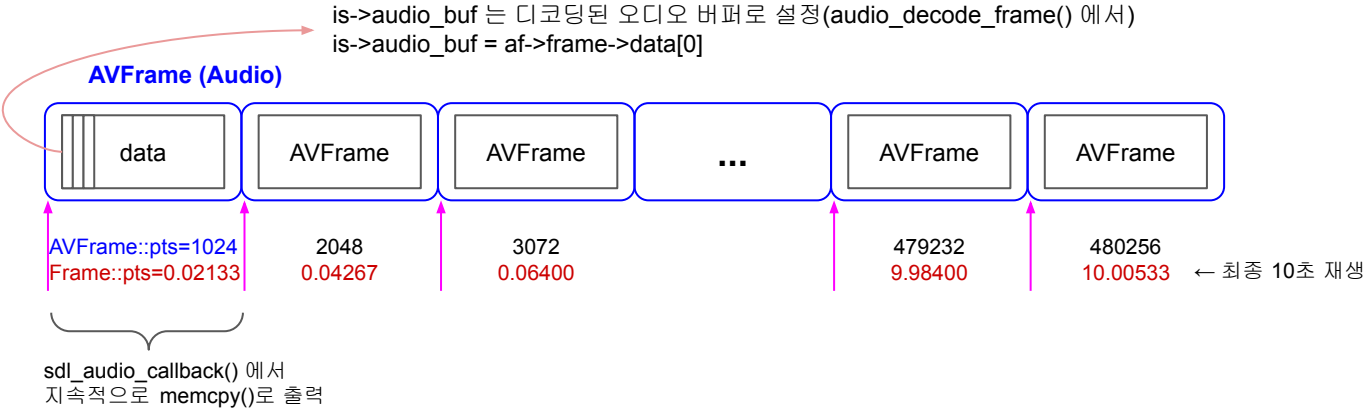 is->audio_buf 는 디코딩된 오디오 버퍼로 설정(audio_decode_frame() 에서)
is->audio_buf = af->frame->data[0]
AVFrame (Audio)
data AVFrame AVFrame ... AVFrame AVFrame
AVFrame::pts=1024 2048 3072 479232 480256
Frame::pts=0.02133 0.04267 0.06400 9.98400 10.00533 ← 최종 10초 재생
sdl_audio_callback() 에서
지속적으로 memcpy()로 출력